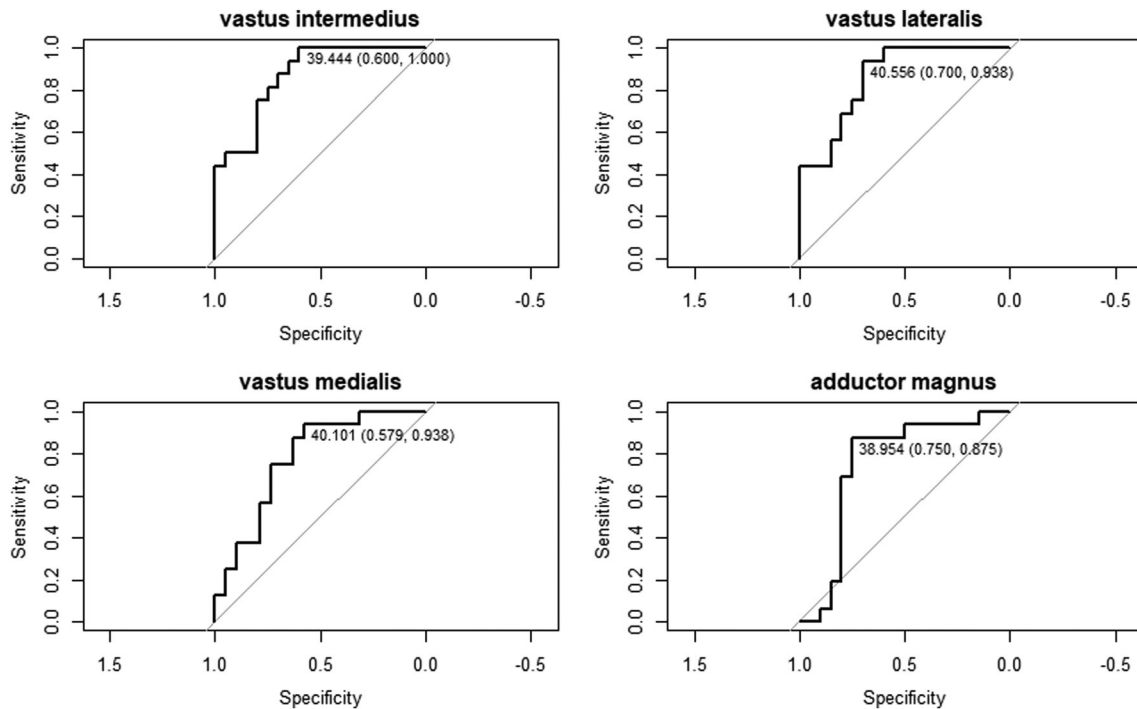 vastus intermedius
39.444 (0.600, 1.000)
Sensitivity
0.0 0.2 0.4 0.6 0.8 1.0
1.5 1.0 0.5 0.0 -0.5
Specificity
vastus lateralis
40.556 (0.700, 0.938)
Sensitivity
0.0 0.2 0.4 0.6 0.8 1.0
1.5 1.0 0.5 0.0 -0.5
Specificity
vastus medialis
40.101 (0.579, 0.938)
Sensitivity
0.0 0.2 0.4 0.6 0.8 1.0
1.5 1.0 0.5 0.0 -0.5
Specificity
adductor magnus
38.954 (0.750, 0.875)
Sensitivity
0.0 0.2 0.4 0.6 0.8 1.0
1.5 1.0 0.5 0.0 -0.5
Specificity